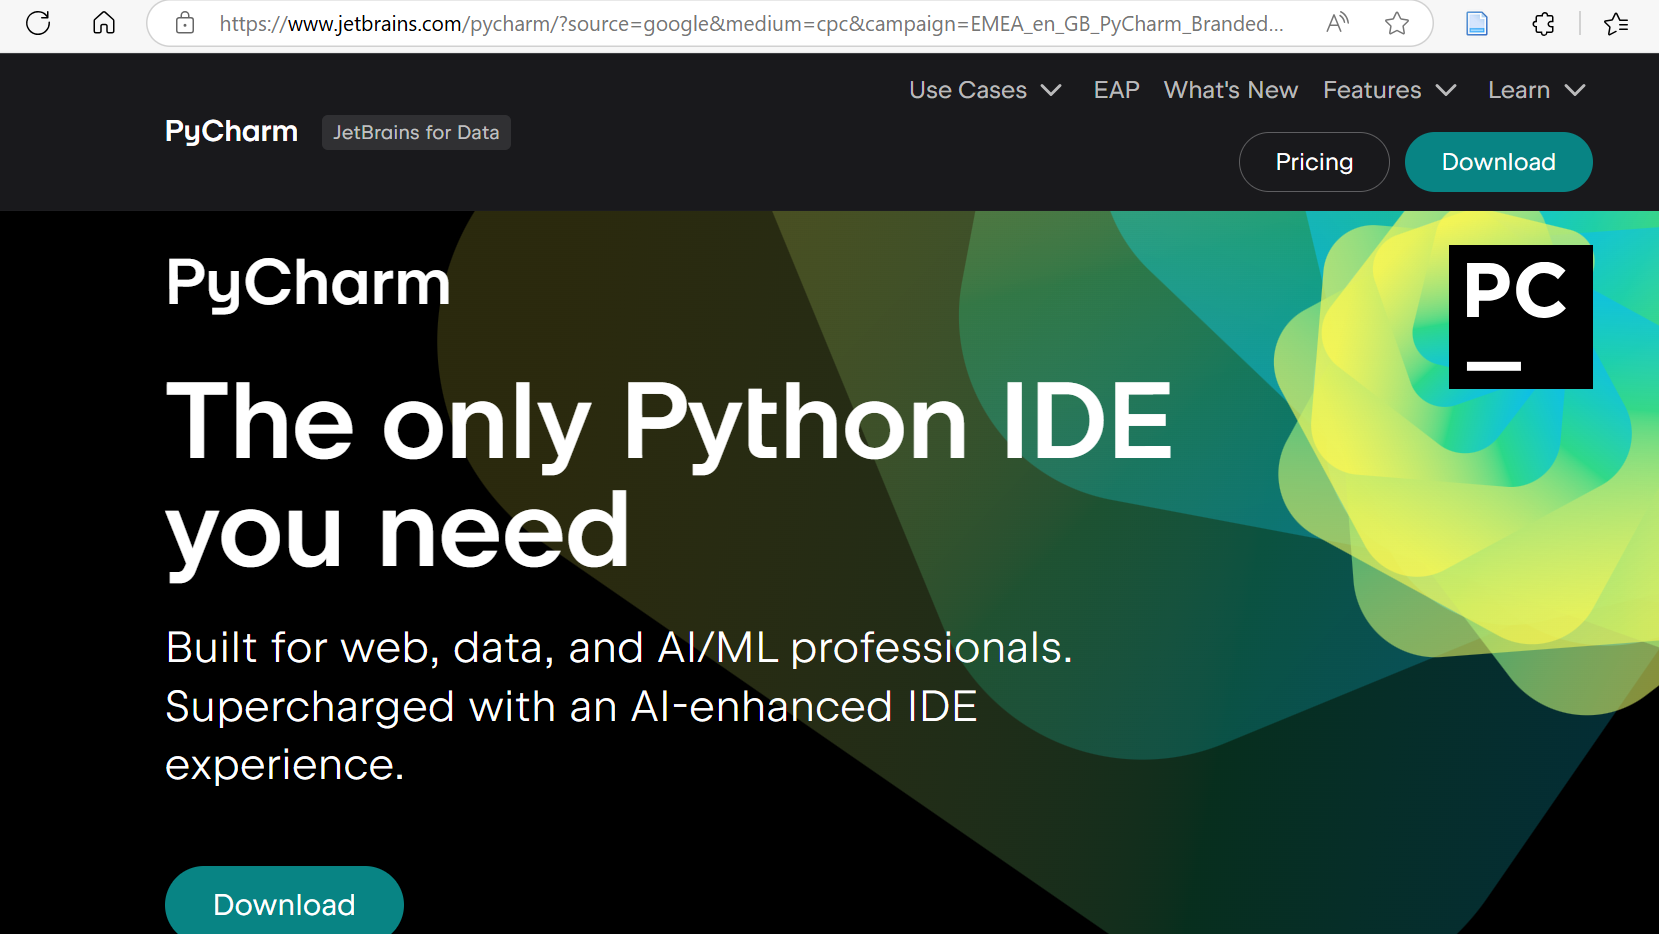 https://www.jetbrains.com/pycharm/?source=google&medium=cpc&campaign=EMEA_en_GB_PyCharm_Branded...
Use Cases EAP What's New Features Learn
PyCharm JetBrains for Data
Pricing Download
PyCharm
PC
The only Python IDE
you need
Built for web, data, and AI/ML professionals.
Supercharged with an AI-enhanced IDE
experience.
Download